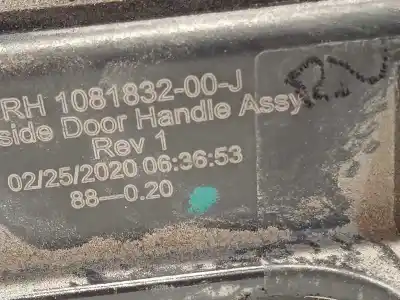 RH 1081832-00-J
side Door Handle Assy
Rev 1
02/25/2020 06:36:53
88-0.20